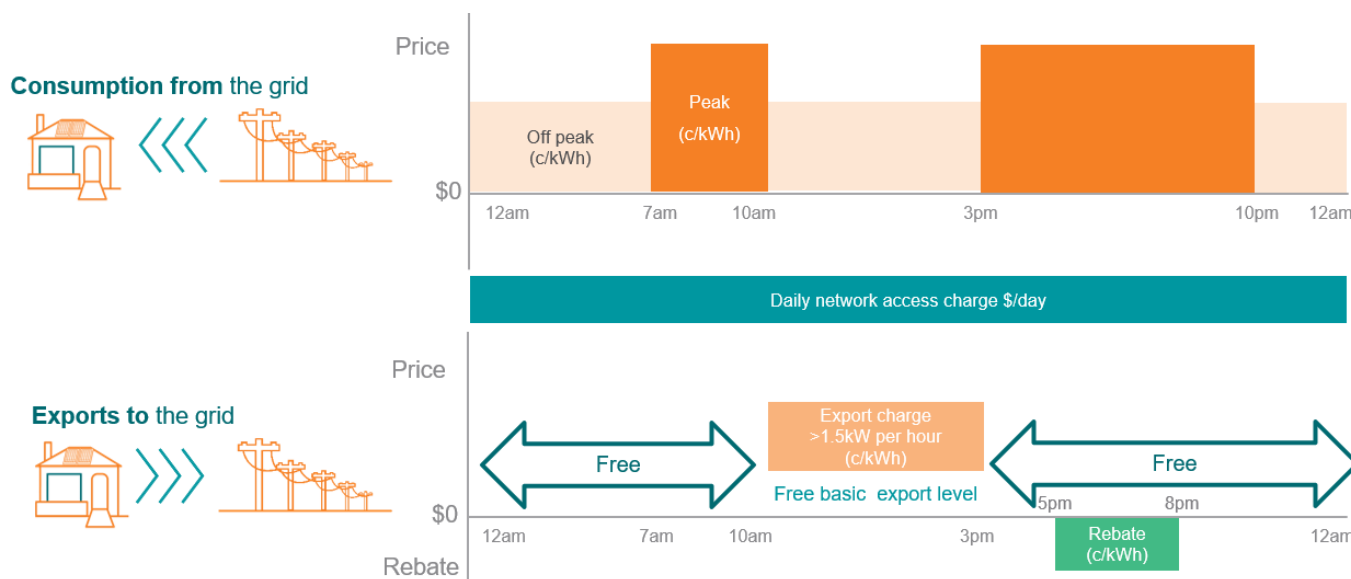 Price
Consumption from the grid
Peak
(c/kWh)
Off peak
(c/kWh)
$0
12am 7am 10am 3pm 10pm 12am
Daily network access charge $/day
Price
Exports to the grid
Export charge
>1.5kW per hour
(c/kWh)
Free
Free
Free basic export level
5pm 8pm
$0
12am 7am 10am 3pm 12am
Rebate
(c/kWh)
Rebate